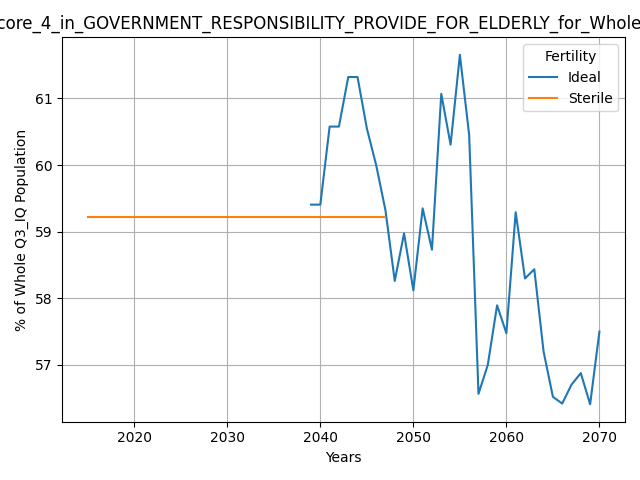 core_4_in_GOVERNMENT_RESPONSIBILITY_PROVIDE_FOR_ELDERLY_for_Whole
Fertility
Ideal
Sterile
61
60
59
58
57
% of Whole Q3_IQ Population
2020
2030
2040
2050
2060
2070
Years